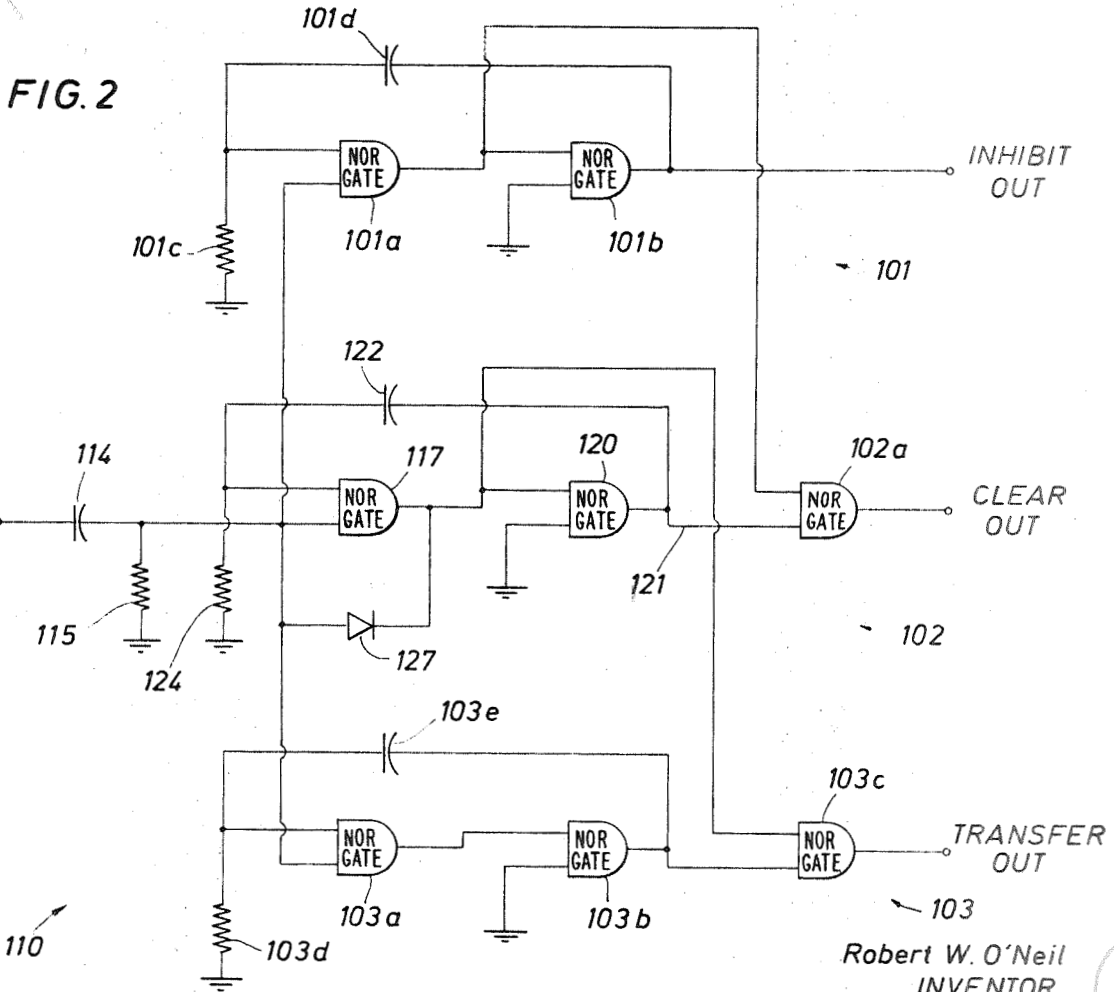 FIG. 2
101d
NOR
GATE
101a
NOR
GATE
101b
INHIBIT
OUT
101c
101
122
114
117
NOR
GATE
120
NOR
GATE
102a
NOR
GATE
CLEAR
OUT
121
115
124
127
102
103e
103c
NOR
GATE
103a
NOR
GATE
103b
NOR
GATE
TRANSFER
OUT
110
103d
103
Robert W. O'Neil
INVENTOR